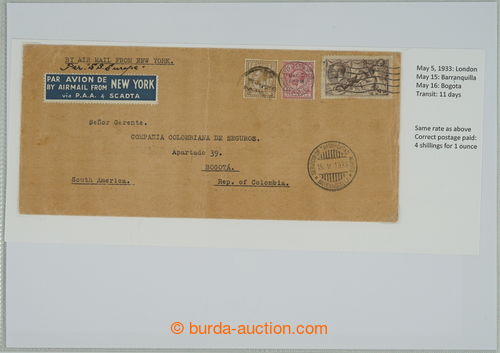 BY AIR MAIL FROM NEW YORK.
Per. S.S. Europa
PAR AVION DE
BY AIRMAIL FROM NEW YORK
via P.A.A. & SCADTA
Señor Gerente.
COMPAÑIA COLOMBIANA DE SEGUROS.
Apartado 39.
BOGOTÁ.
South America.
Rep. of Colombia.
May 5, 1933: London
May 15: Barranquilla
May 16: Bogota
Transit: 11 days
Same rate as above
Correct postage paid:
4 shillings for 1 ounce
© burda-auction.com